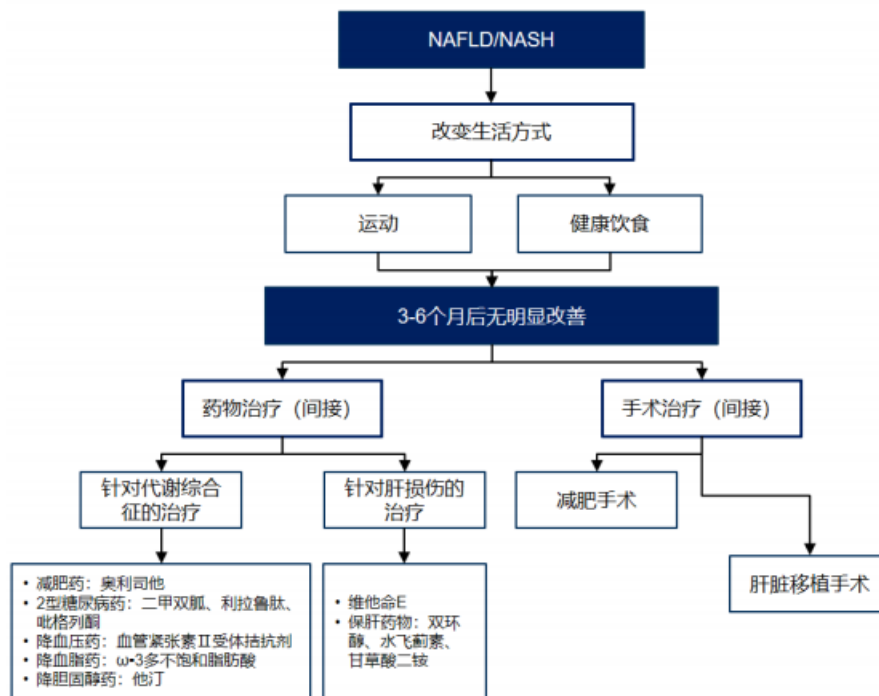 NAFLD/NASH
改变生活方式
运动
健康饮食
3-6个月后无明显改善
药物治疗（间接）
手术治疗（间接）
针对代谢综合
征的治疗
针对肝损伤的
治疗
减肥手术
肝脏移植手术
• 减肥药：奥利司他
• 2型糖尿病药：二甲双胍、利拉鲁肽、
吡格列酮
• 降血压药：血管紧张素Ⅱ受体拮抗剂
• 降血脂药：ω-3多不饱和脂肪酸
• 降胆固醇药：他汀
• 维他命E
• 保肝药物：双环
醇、水飞蓟素、
甘草酸二铵